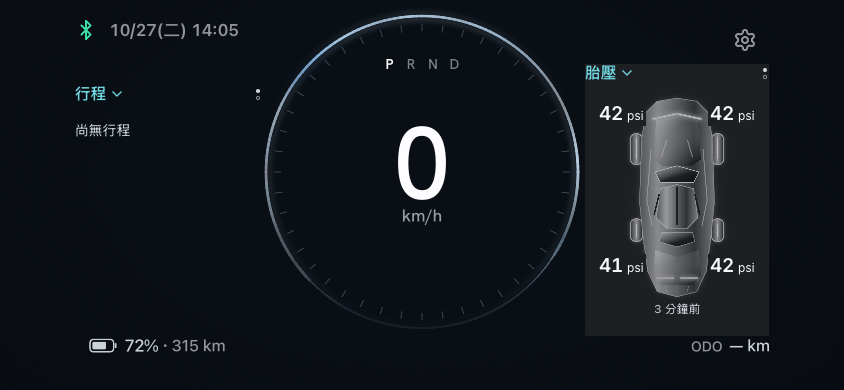 10/27(二) 14:05
P R N D
行程
尚無行程
0
km/h
胎壓
42 psi 42 psi
41 psi 42 psi
3 分鐘前
72% · 315 km
ODO — km